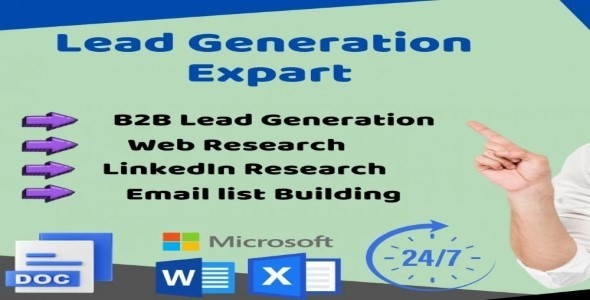 Lead Generation
Expart
B2B Lead Generation
Web Research
LinkedIn Research
Email list Building
DOC
Microsoft
W
X
24/7